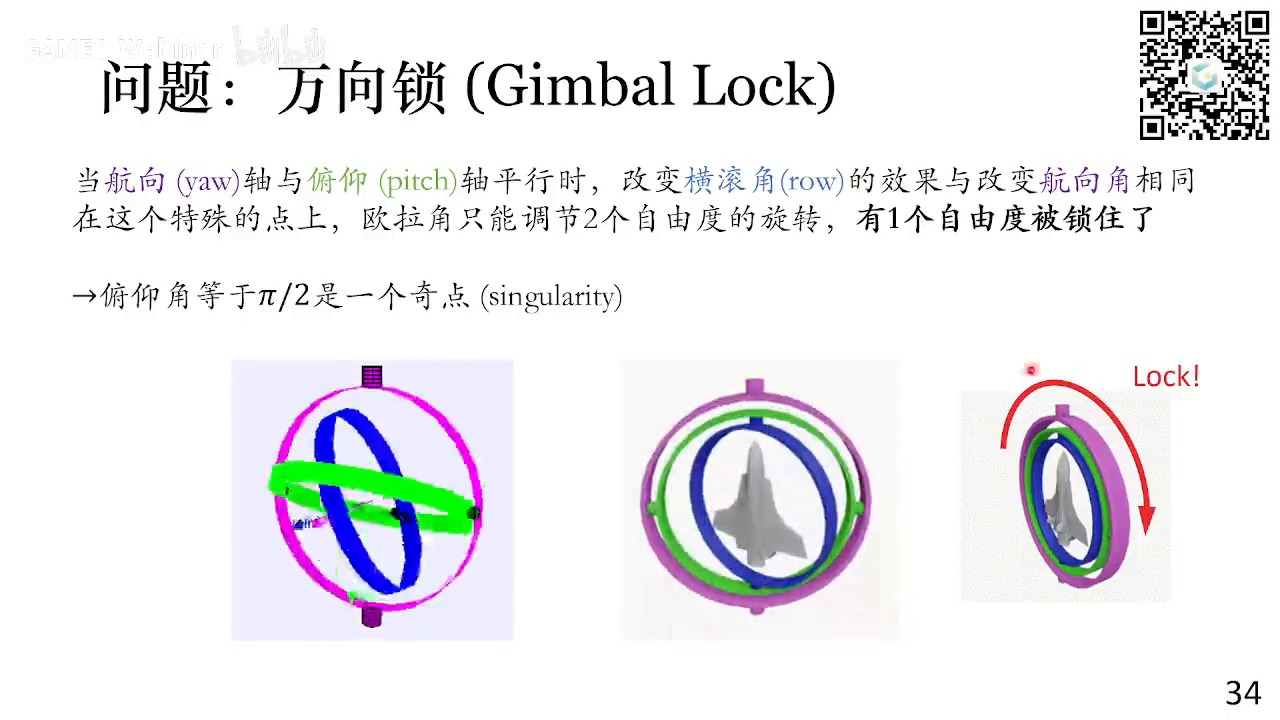 GAMES Webinar bilibili
问题：万向锁 (Gimbal Lock)
当航向 (yaw)轴与俯仰 (pitch)轴平行时，改变横滚角(row)的效果与改变航向角相同
在这个特殊的点上，欧拉角只能调节2个自由度的旋转，有1个自由度被锁住了
→俯仰角等于π/2是一个奇点 (singularity)
Lock!
34